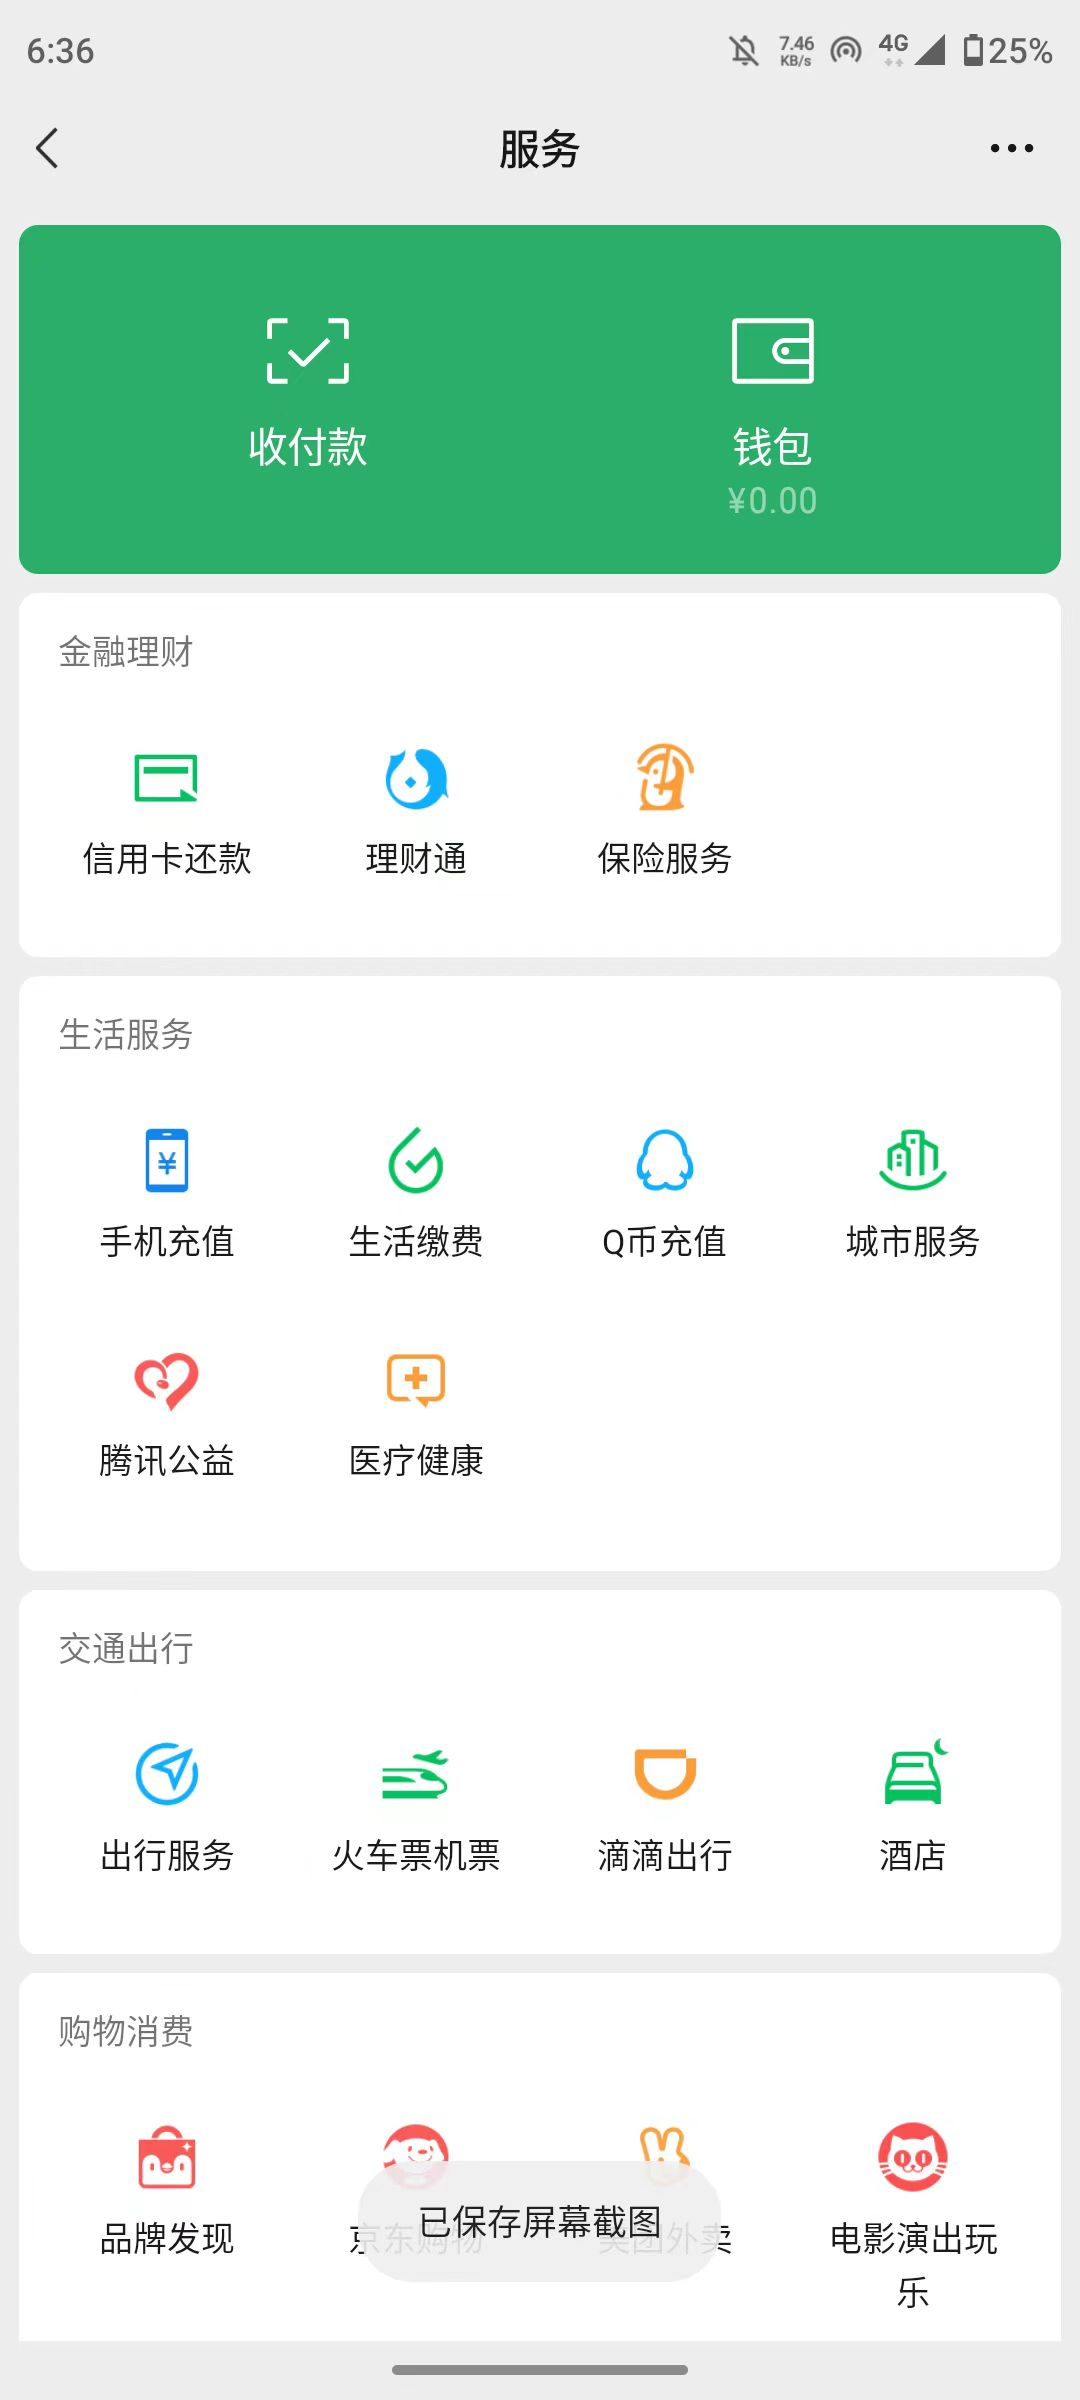 6:36
7.46
KB/s
4G
25%
服务
收付款
钱包
¥0.00
金融理财
信用卡还款
理财通
保险服务
生活服务
手机充值
生活缴费
Q币充值
城市服务
腾讯公益
医疗健康
交通出行
出行服务
火车票机票
滴滴出行
酒店
购物消费
品牌发现
京东购物
美团外卖
电影演出玩
乐
已保存屏幕截图